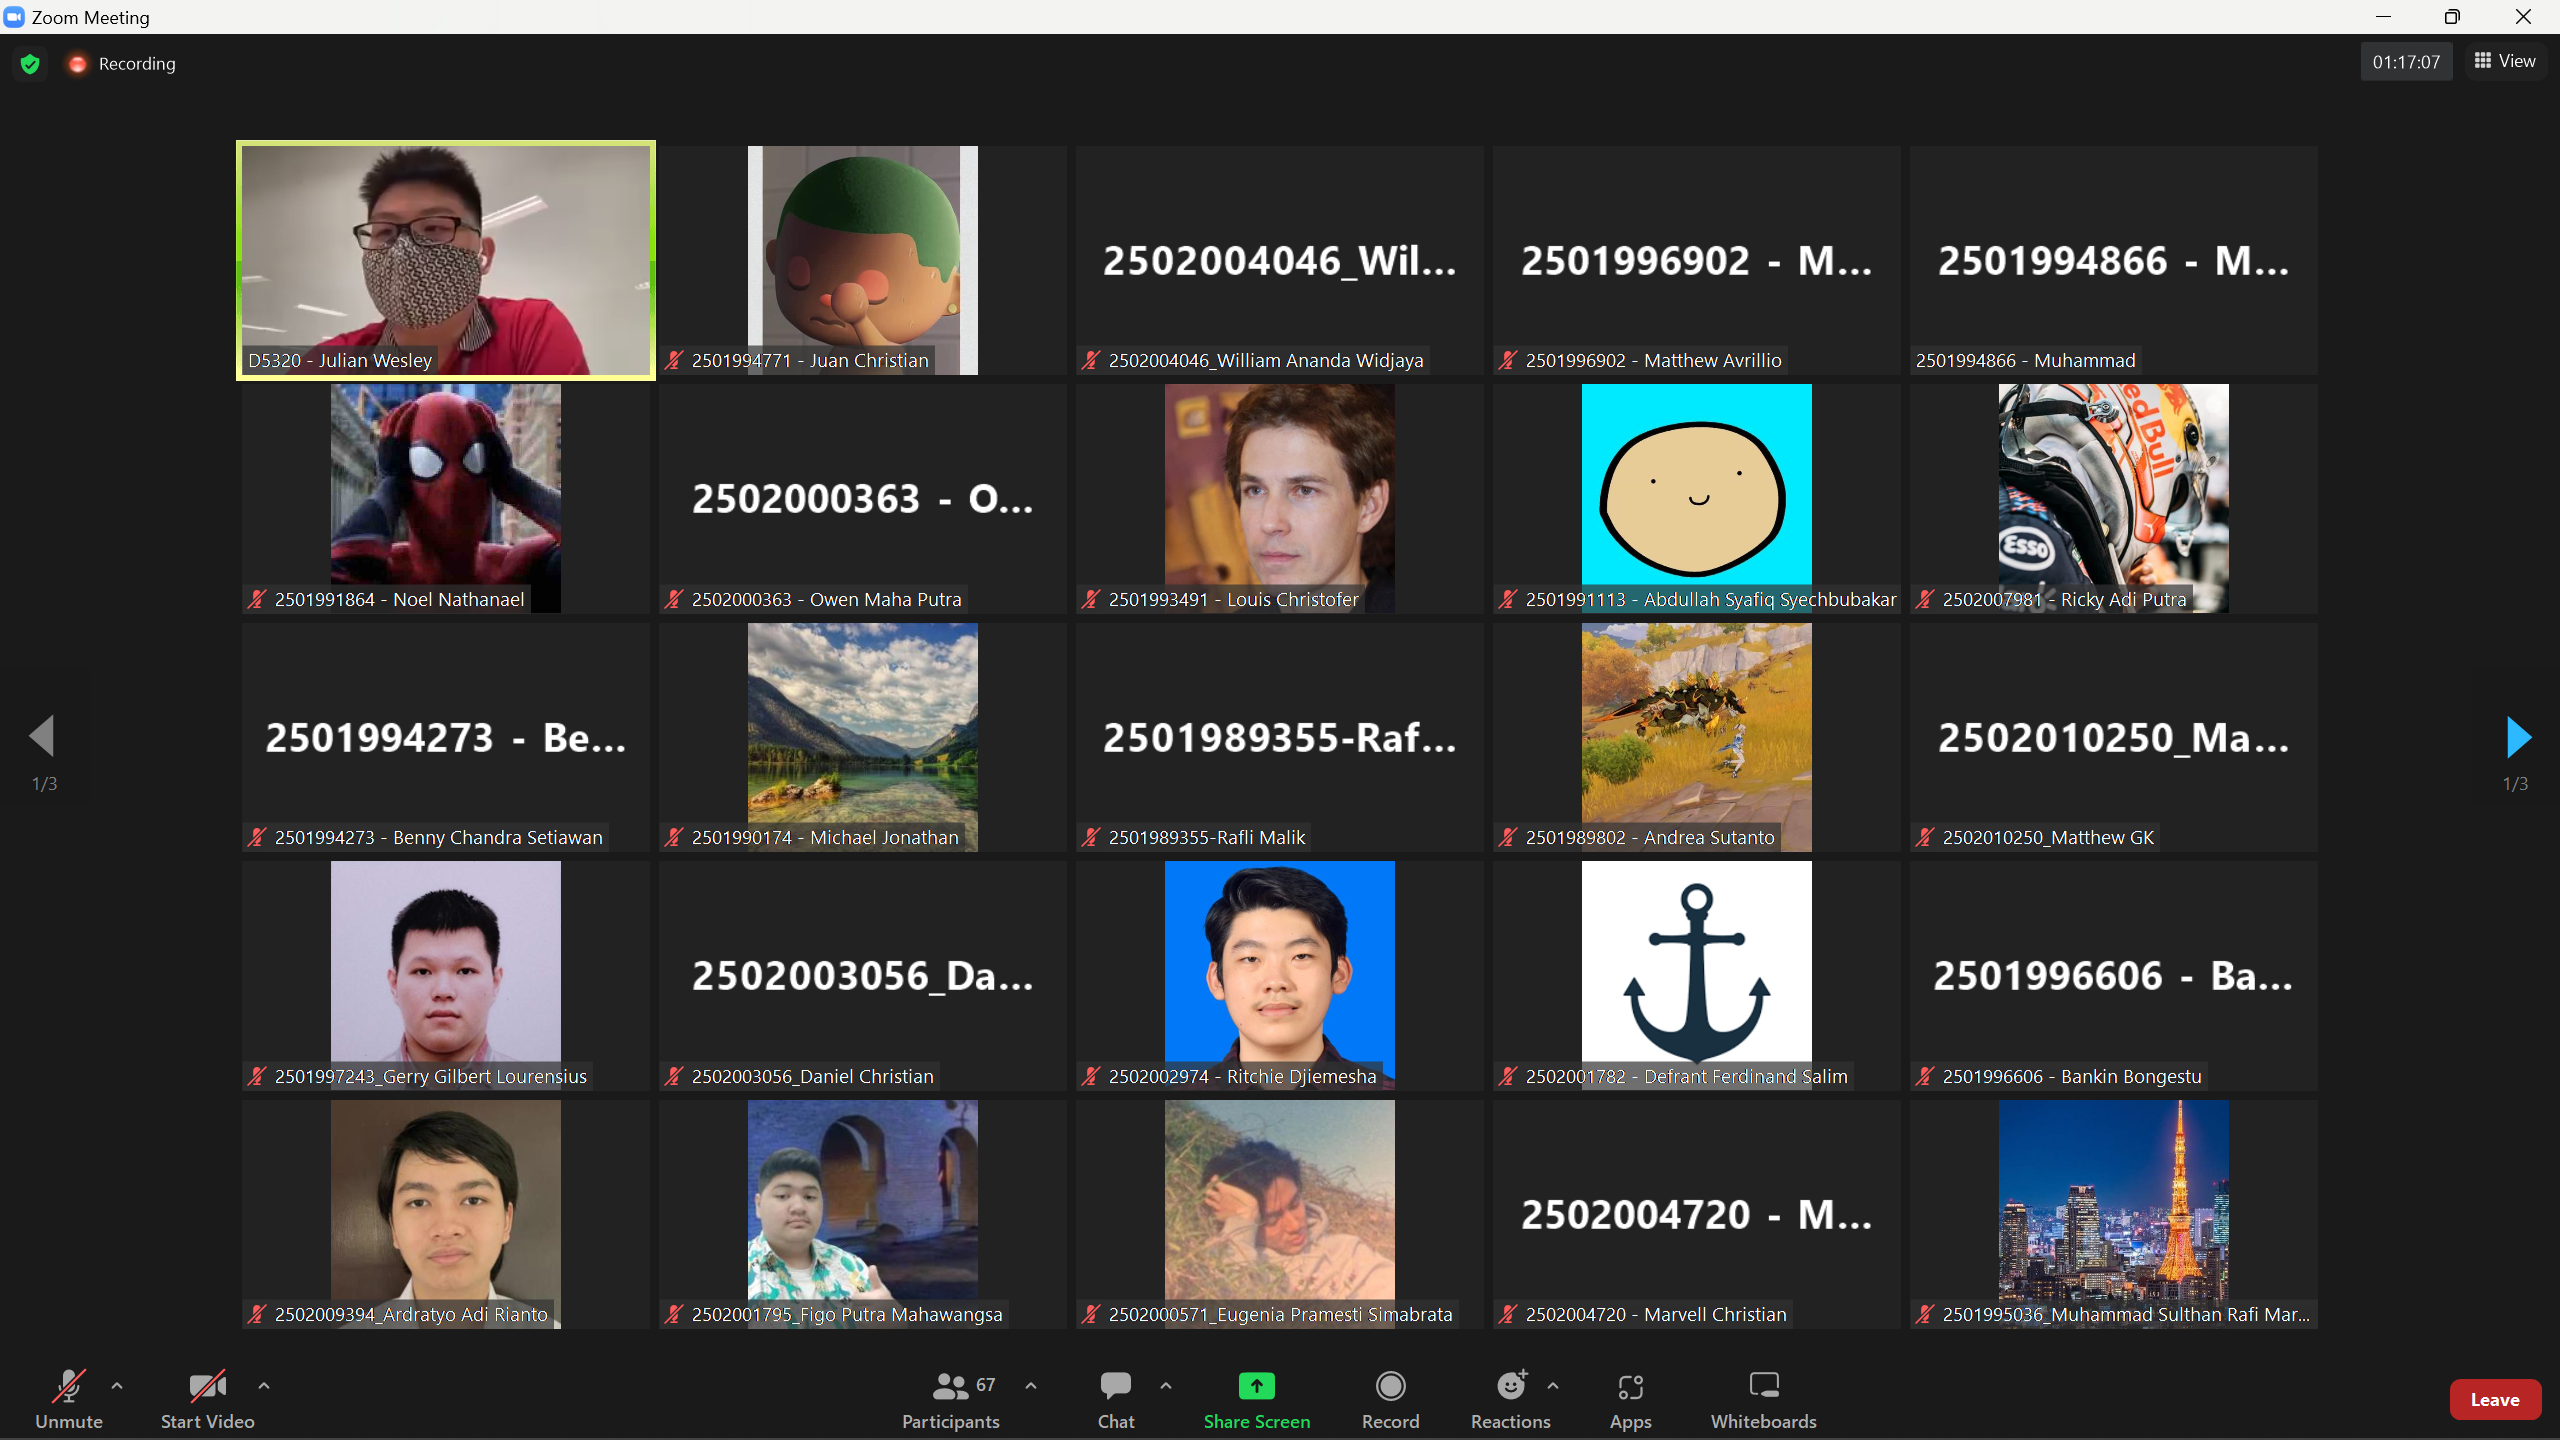 Zoom Meeting
Recording
01:17:07
View
D5320 - Julian Wesley
2501994771 - Juan Christian
2502004046_Wil...
2502004046_William Ananda Widjaya
2501996902 - M...
2501996902 - Matthew Avrillio
2501994866 - M...
2501994866 - Muhammad
2501991864 - Noel Nathanael
2502000363 - O...
2502000363 - Owen Maha Putra
2501993491 - Louis Christofer
2501991113 - Abdullah Syafiq Syechbubakar
edBull
Esso
2502007981 - Ricky Adi Putra
1/3
2501994273 - Be...
2501994273 - Benny Chandra Setiawan
2501990174 - Michael Jonathan
2501989355-Raf...
2501989355-Rafli Malik
2501989802 - Andrea Sutanto
2502010250_Ma...
2502010250_Matthew GK
1/3
2501997243_Gerry Gilbert Lourensius
2502003056_Da...
2502003056_Daniel Christian
2502002974 - Ritchie Djiemesha
2502001782 - Defrant Ferdinand Salim
2501996606 - Ba...
2501996606 - Bankin Bongestu
2502009394_Ardratyo Adi Rianto
2502001795_Figo Putra Mahawangsa
2502000571_Eugenia Pramesti Simabrata
2502004720 - M...
2502004720 - Marvell Christian
2501995036_Muhammad Sulthan Rafi Mar...
Unmute
Start Video
67
Participants
Chat
Share Screen
Record
Reactions
Apps
Whiteboards
Leave